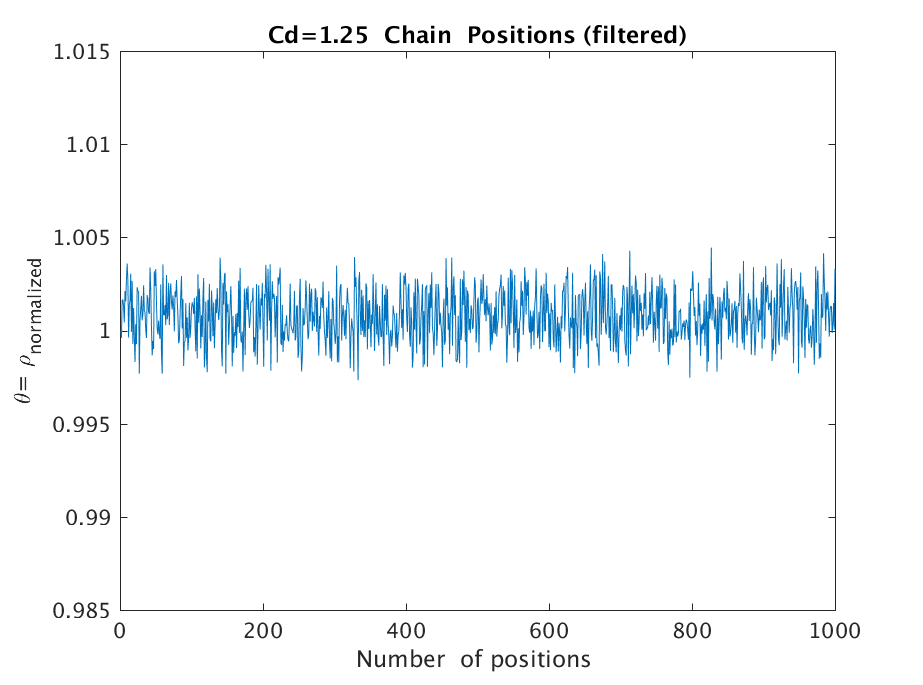 Cd=1.25 Chain Positions (filtered)
1.015
1.01
1.005
1
0.995
0.99
0.985
θ= ρnormalized
0 200 400 600 800 1000
Number of positions